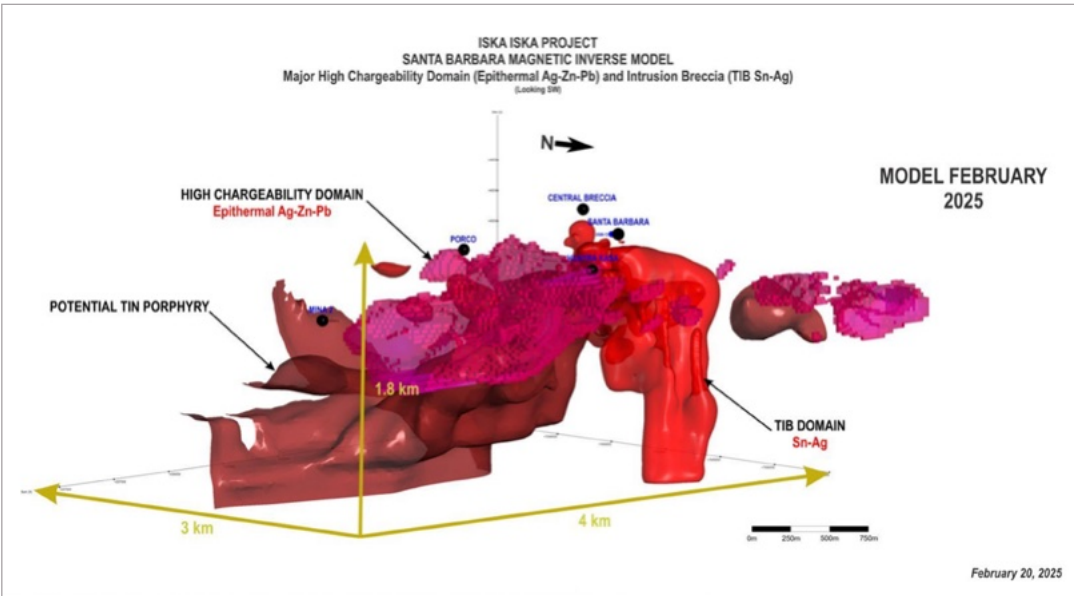 ISKA ISKA PROJECT
SANTA BARBARA MAGNETIC INVERSE MODEL
Major High Chargeability Domain (Epithermal Ag-Zn-Pb) and Intrusion Breccia (TIB Sn-Ag)
(Looking SW)
N
MODEL FEBRUARY
2025
HIGH CHARGEABILITY DOMAIN
Epithermal Ag-Zn-Pb
CENTRAL BRECCIA
SANTA BARBARA
PORCO
POTENTIAL TIN PORPHYRY
1.8 km
TIB DOMAIN
Sn-Ag
3 km
4 km
0m 250m 500m 750m
February 20, 2025